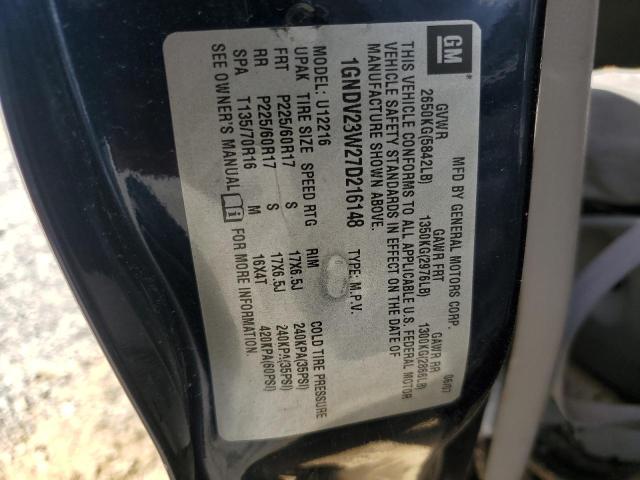 GM
MFD BY GENERAL MOTORS CORP. 06/07
GVWR GAWR FRT GAWR RR
2650KG(5842LB) 1350KG(2976LB) 1300KG(2866LB)
THIS VEHICLE CONFORMS TO ALL APPLICABLE U.S. FEDERAL MOTOR
VEHICLE SAFETY STANDARDS IN EFFECT ON THE DATE OF
MANUFACTURE SHOWN ABOVE.
1GNDV23W27D216148 TYPE: M.P.V.
MODEL: U12216
UPAK TIRE SIZE SPEED RTG RIM COLD TIRE PRESSURE
FRT P225/60R17 S 17X6.5J 240KPA(35PSI)
RR P225/60R17 S 17X6.5J 240KPA(35PSI)
SPA T135/70R16 M 16X4T 420KPA(60PSI)
SEE OWNER'S MANUAL i FOR MORE INFORMATION.